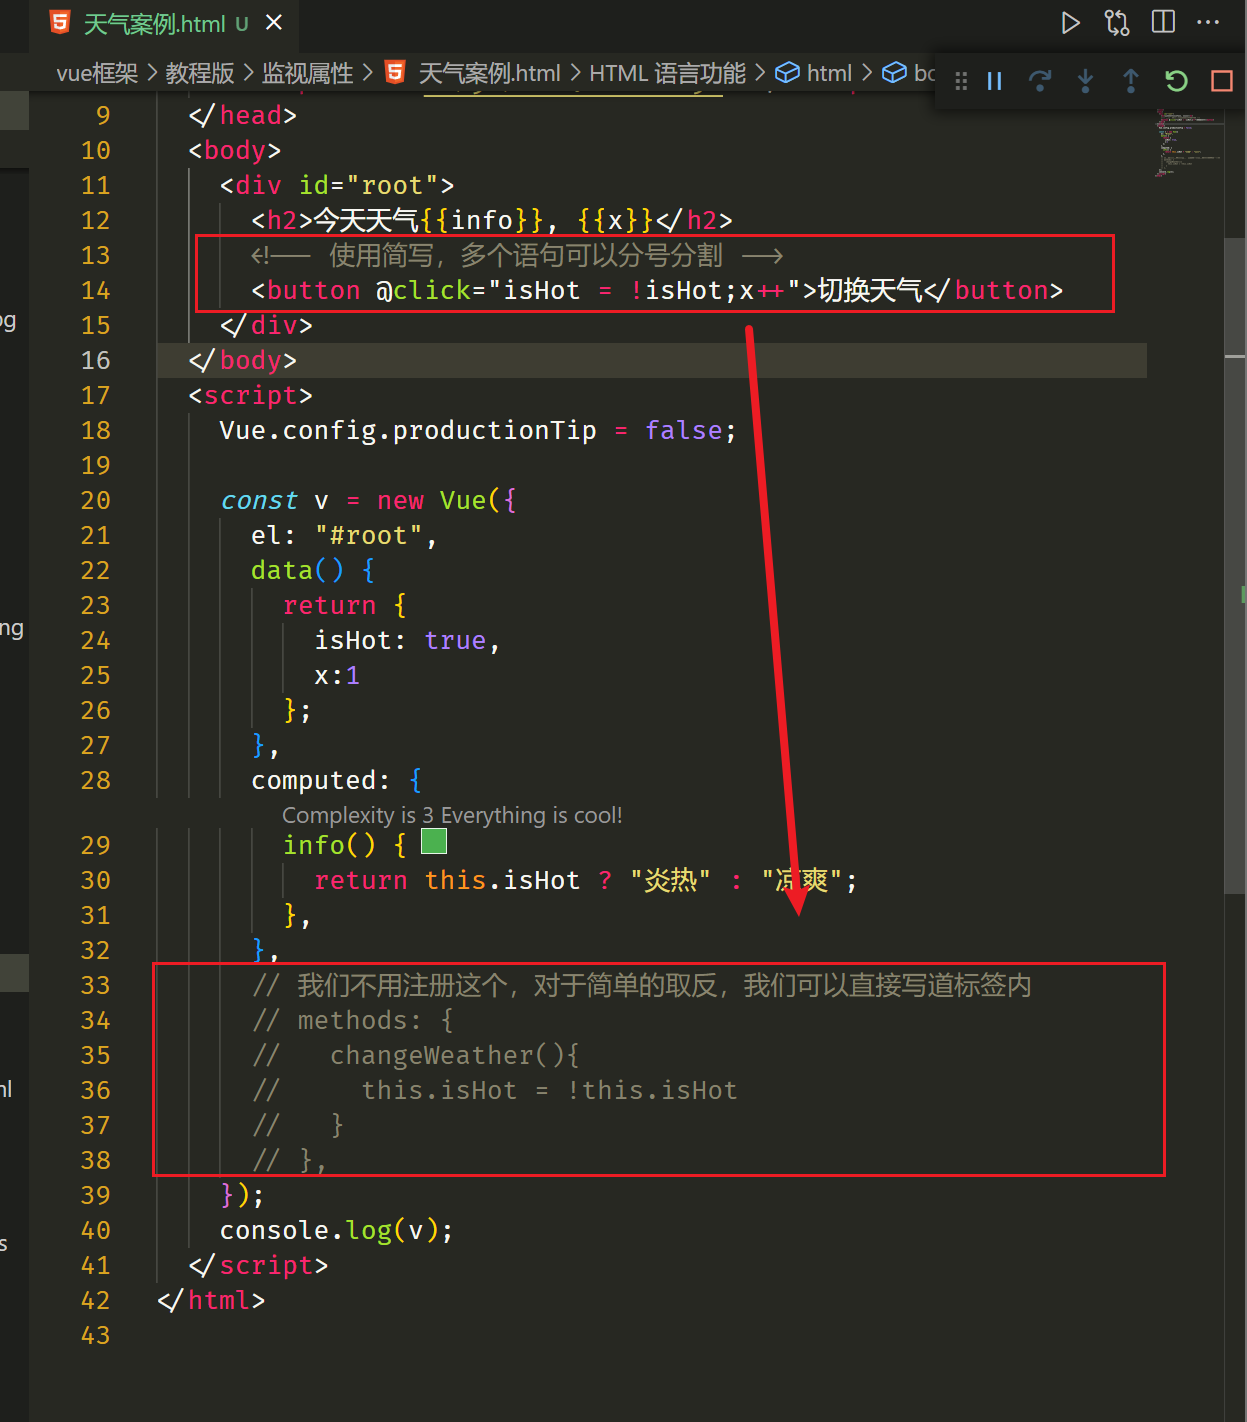 天气案例.html U
vue框架 > 教程版 > 监视属性 > 天气案例.html > HTML 语言功能 > html >
9 </head>
10 <body>
11 <div id="root">
12 <h2>今天天气{{info}}, {{x}}</h2>
13 <!-- 使用简写，多个语句可以分号分割 -->
14 <button @click="isHot = !isHot;x++">切换天气</button>
15 </div>
16 </body>
17 <script>
18 Vue.config.productionTip = false;
19
20 const v = new Vue({
21 el: "#root",
22 data() {
23 return {
24 isHot: true,
25 x:1
26 };
27 },
28 computed: {
Complexity is 3 Everything is cool!
29 info() {
30 return this.isHot ? "炎热" : "凉爽";
31 },
32 },
33 // 我们不用注册这个，对于简单的取反，我们可以直接写道标签内
34 // methods: {
35 // changeWeather(){
36 // this.isHot = !this.isHot
37 // }
38 // },
39 });
40 console.log(v);
41 </script>
42 </html>
43